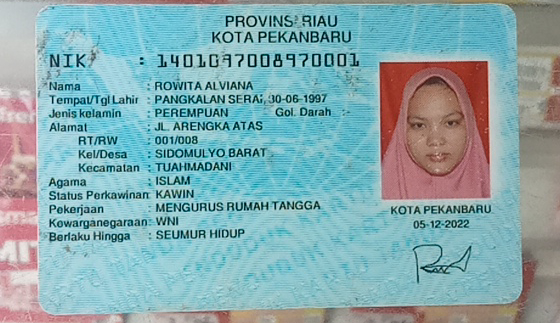 PROVINSI RIAU
KOTA PEKANBARU
NIK : 1401097008970001
Nama : ROWITA ALVIANA
Tempat/Tgl Lahir : PANGKALAN SERAI, 30-06-1997
Jenis kelamin : PEREMPUAN Gol. Darah :
Alamat : JL. ARENGKA ATAS
RT/RW : 001/008
Kel/Desa : SIDOMULYO BARAT
Kecamatan : TUAHMADANI
Agama : ISLAM
Status Perkawinan: KAWIN
Pekerjaan : MENGURUS RUMAH TANGGA
Kewarganegaraan: WNI
Berlaku Hingga : SEUMUR HIDUP
KOTA PEKANBARU
05-12-2022